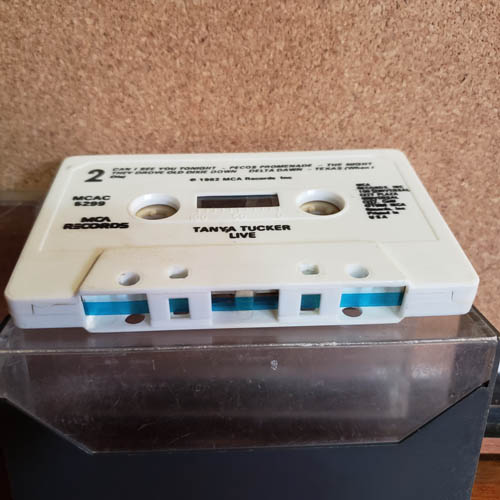 2
CAN I SEE YOU TONIGHT - PECOS PROMENADE - THE NIGHT
THEY DROVE OLD DIXIE DOWN DELTA DAWN - TEXAS (When I
Die)
© 1982 MCA Records Inc
MCAC
5299
MCA RECORDS
TANYA TUCKER
LIVE
U.S.A